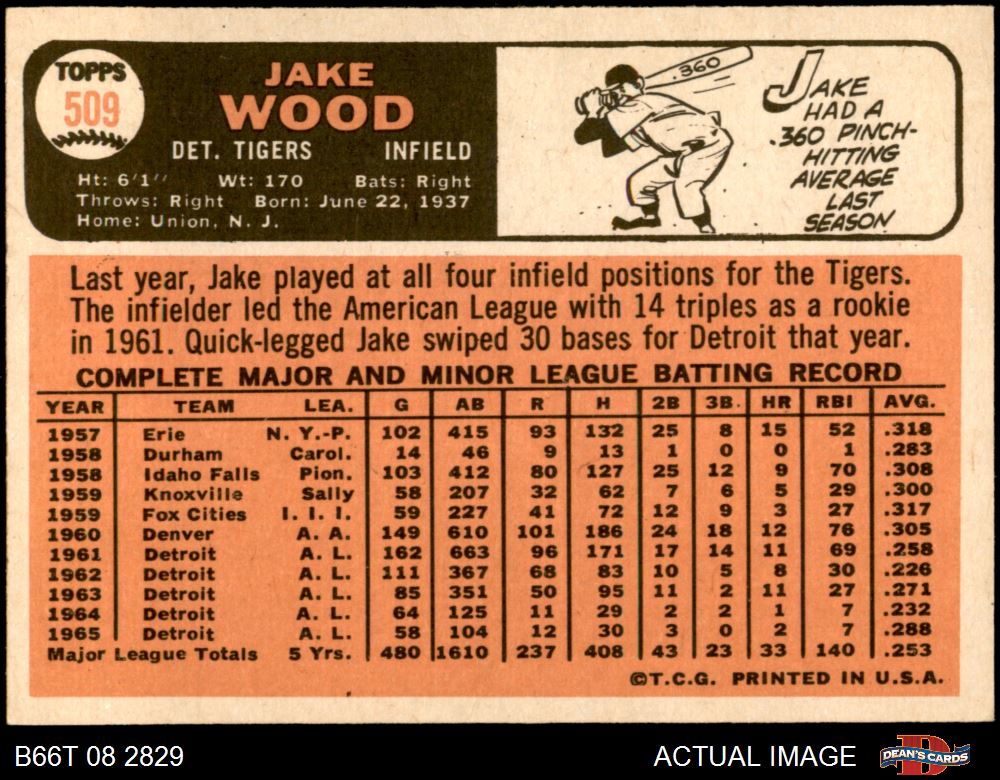 TOPPS
509
JAKE
WOOD
DET. TIGERS INFIELD
Ht: 6'1" Wt: 170 Bats: Right
Throws: Right Born: June 22, 1937
Home: Union, N. J.
.360
JAKE
HAD A
.360 PINCH-
HITTING
AVERAGE
LAST
SEASON
Last year, Jake played at all four infield positions for the Tigers.
The infielder led the American League with 14 triples as a rookie
in 1961. Quick-legged Jake swiped 30 bases for Detroit that year.
COMPLETE MAJOR AND MINOR LEAGUE BATTING RECORD
YEAR TEAM LEA. G AB R H 2B 3B. HR RBI AVG.
1957 Erie N. Y.-P. 102 415 93 132 25 8 15 52 .318
1958 Durham Carol. 14 46 9 13 1 0 0 1 .283
1958 Idaho Falls Pion. 103 412 80 127 25 12 9 70 .308
1959 Knoxville Sally 58 207 32 62 7 6 5 29 .300
1959 Fox Cities I. I. I. 59 227 41 72 12 9 3 27 .317
1960 Denver A. A. 149 610 101 186 24 18 12 76 .305
1961 Detroit A. L. 162 663 96 171 17 14 11 69 .258
1962 Detroit A. L. 111 367 68 83 10 5 8 30 .226
1963 Detroit A. L. 85 351 50 95 11 2 11 27 .271
1964 Detroit A. L. 64 125 11 29 2 2 1 7 .232
1965 Detroit A. L. 58 104 12 30 3 0 2 7 .288
Major League Totals 5 Yrs. 480 1610 237 408 43 23 33 140 .253
©T.C.G. PRINTED IN U.S.A.
B66T 08 2829 ACTUAL IMAGE DEAN'S CARDS